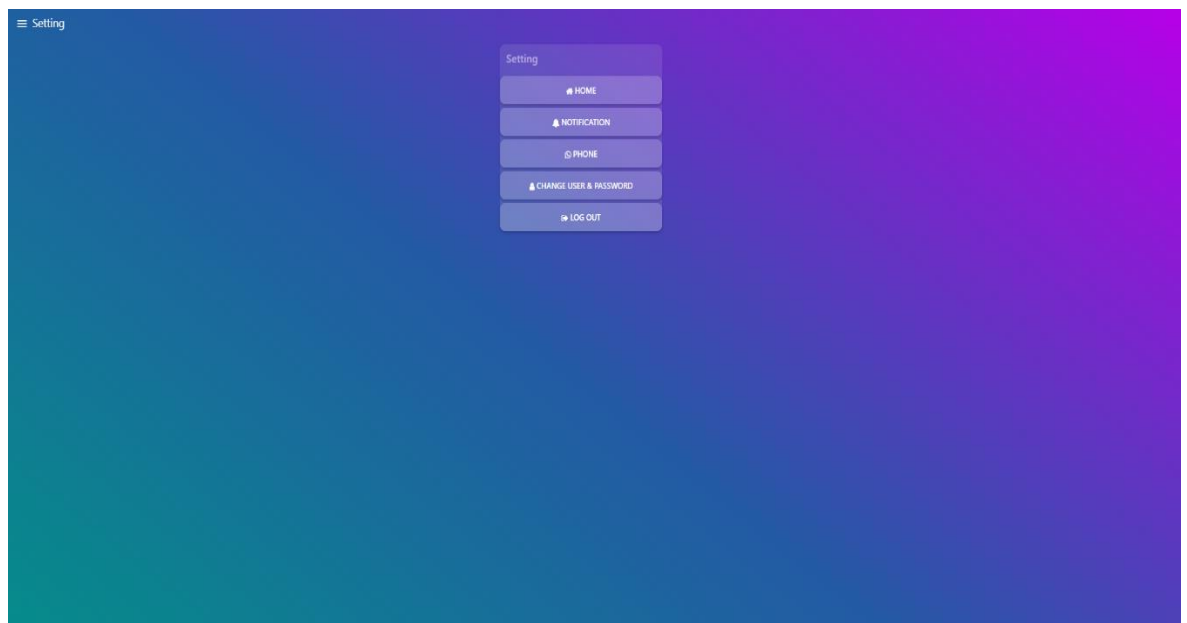 Setting
Setting
HOME
NOTIFICATION
PHONE
CHANGE USER & PASSWORD
LOG OUT